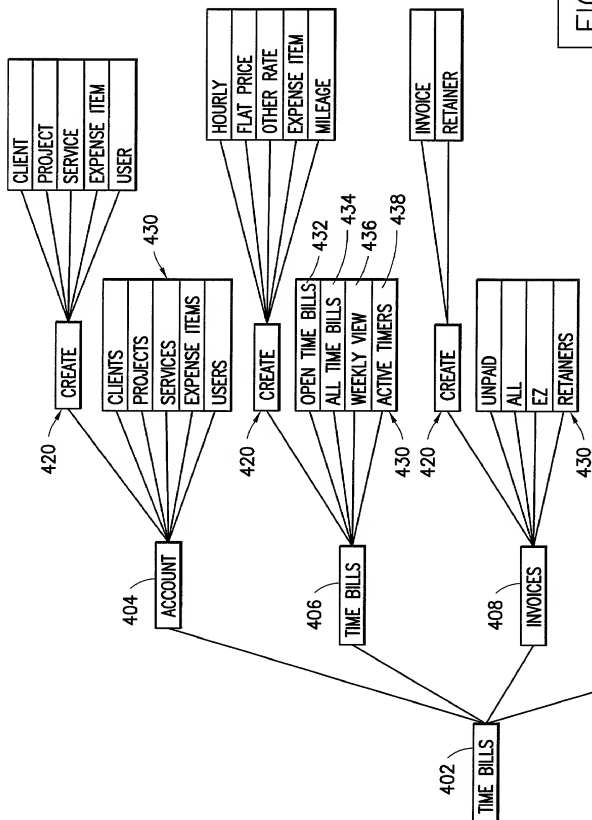 402
TIME BILLS
404
ACCOUNT
420
CREATE
CLIENT
PROJECT
SERVICE
EXPENSE ITEM
USER
430
CLIENTS
PROJECTS
SERVICES
EXPENSE ITEMS
USERS
406
TIME BILLS
420
CREATE
HOURLY
FLAT PRICE
OTHER RATE
EXPENSE ITEM
MILEAGE
430
OPEN TIME BILLS 432
ALL TIME BILLS 434
WEEKLY VIEW 436
ACTIVE TIMERS 438
408
INVOICES
420
CREATE
INVOICE
RETAINER
430
UNPAID
ALL
EZ
RETAINERS